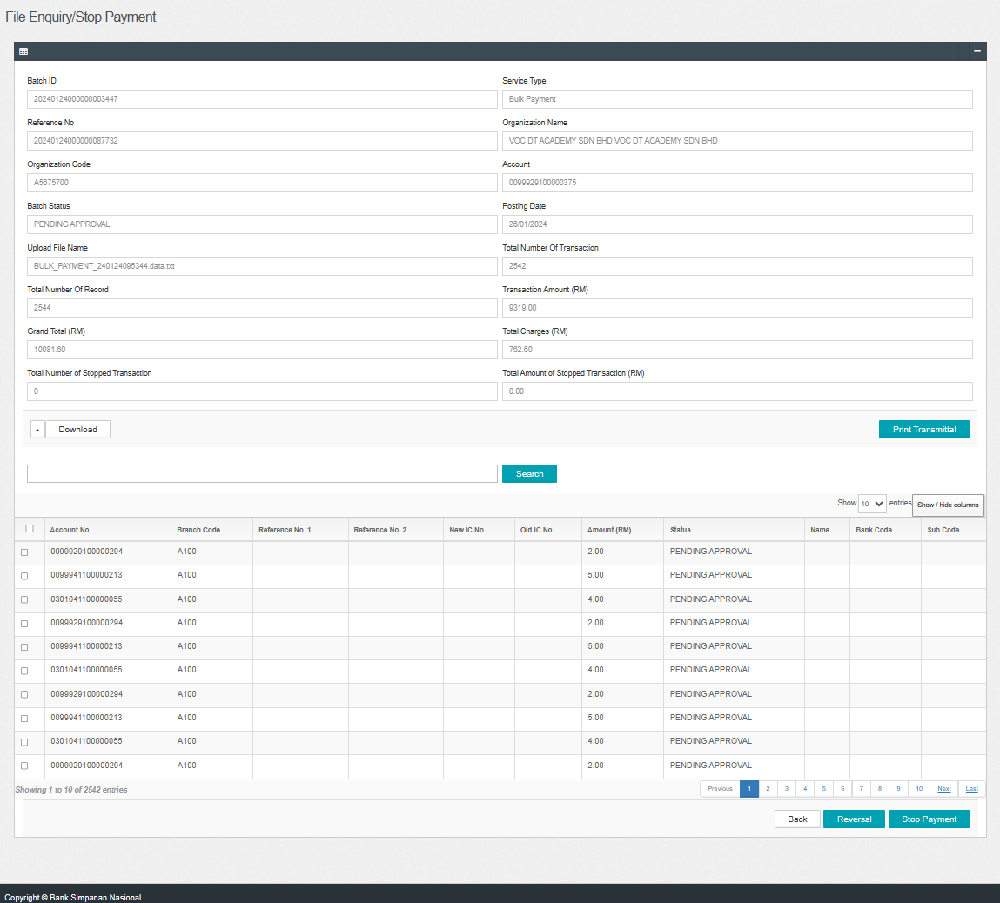 File Enquiry/Stop Payment
Batch ID Service Type
20240124000000003447 Bulk Payment
Reference No Organization Name
20240124000000087732 VOC DT ACADEMY SDN BHD VOC DT ACADEMY SDN BHD
Organization Code Account
A5675700 0099929100000375
Batch Status Posting Date
PENDING APPROVAL 26/01/2024
Upload File Name Total Number Of Transaction
BULK_PAYMENT_240124095344.data.txt 2542
Total Number Of Record Transaction Amount (RM)
2544 9319.00
Grand Total (RM) Total Charges (RM)
10081.60 762.60
Total Number of Stopped Transaction Total Amount of Stopped Transaction (RM)
0 0.00
- Download Print Transmittal
Search
Show 10 entries Show / hide columns
Account No. Branch Code Reference No. 1 Reference No. 2 New IC No. Old IC No. Amount (RM) Status Name Bank Code Sub Code
0099929100000294 A100 2.00 PENDING APPROVAL
0099941100000213 A100 5.00 PENDING APPROVAL
0301041100000055 A100 4.00 PENDING APPROVAL
0099929100000294 A100 2.00 PENDING APPROVAL
0099941100000213 A100 5.00 PENDING APPROVAL
0301041100000055 A100 4.00 PENDING APPROVAL
0099929100000294 A100 2.00 PENDING APPROVAL
0099941100000213 A100 5.00 PENDING APPROVAL
0301041100000055 A100 4.00 PENDING APPROVAL
0099929100000294 A100 2.00 PENDING APPROVAL
Showing 1 to 10 of 2542 entries Previous 1 2 3 4 5 6 7 8 9 10 Next Last
Back Reversal Stop Payment
Copyright © Bank Simpanan Nasional